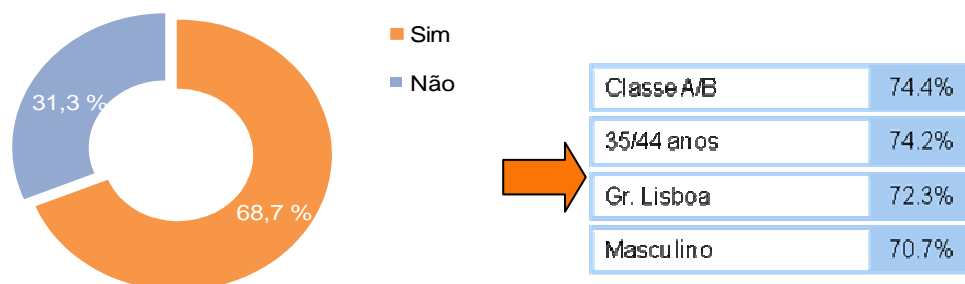 Sim
Não
31,3 %
68,7 %
Classe A/B 74.4%
35/44 anos 74.2%
Gr. Lisboa 72.3%
Masculino 70.7%